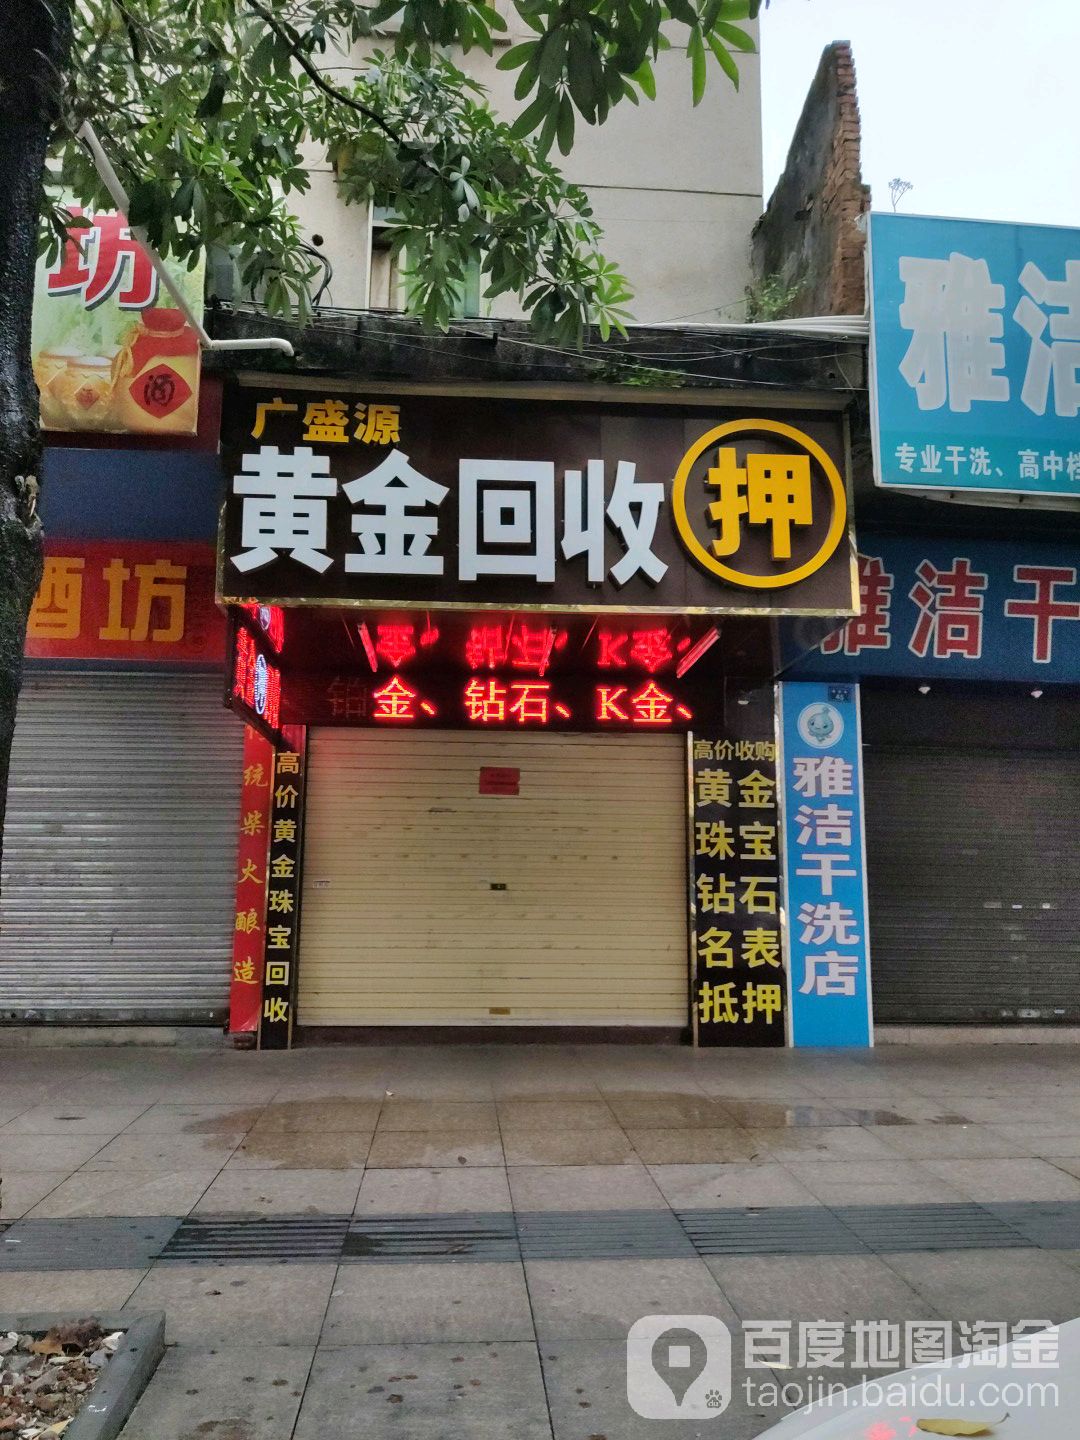 坊
酒
酒坊
广盛源
黄金回收 押
金、钻石、K金、
统柴火酿造
高价黄金珠宝回收
高价收购
黄金
珠宝
钻石
名表
抵押
雅洁
专业干洗、高中档
雅洁干
雅洁干洗店
百度地图淘金
taojin.baidu.com